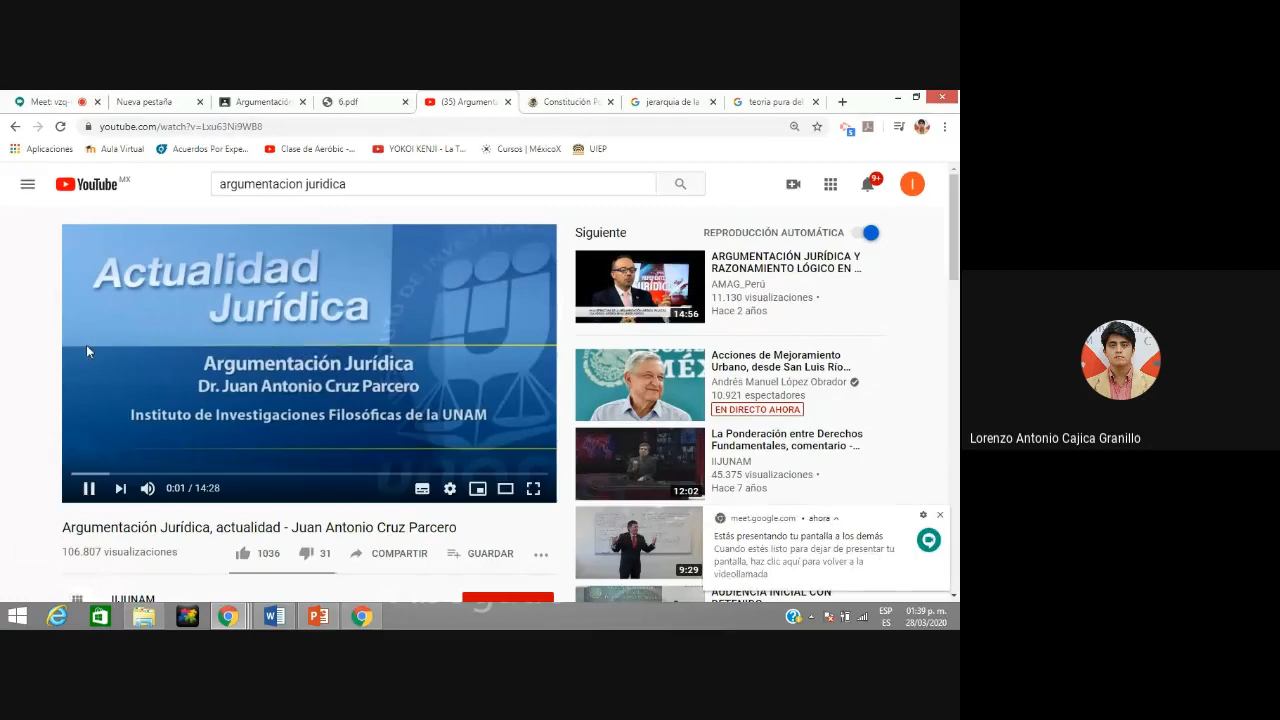 Meet: vzq-
Nueva pestaña
Argumentación
6.pdf
(35) Argument
Constitución Po
jerarquia de la
teoria pura del
youtube.com/watch?v=Lxu63Ni9WB8
Aplicaciones
Aula Virtual
Acuerdos Por Expe...
Clase de Aeróbic -...
YOKOI KENJI - La T...
Cursos | MéxicoX
UIEP
YouTube MX
argumentacion juridica
9+
I
Actualidad
Jurídica
Argumentación Jurídica
Dr. Juan Antonio Cruz Parcero
Instituto de Investigaciones Filosóficas de la UNAM
0:01 / 14:28
Argumentación Jurídica, actualidad - Juan Antonio Cruz Parcero
106.807 visualizaciones
1036
31
COMPARTIR
GUARDAR
IIJUNAM
Siguiente
REPRODUCCIÓN AUTOMÁTICA
14:56
ARGUMENTACIÓN JURÍDICA Y
RAZONAMIENTO LÓGICO EN ...
AMAG_Perú
11.130 visualizaciones •
Hace 2 años
Acciones de Mejoramiento
Urbano, desde San Luis Río...
Andrés Manuel López Obrador
10.921 espectadores
EN DIRECTO AHORA
12:02
La Ponderación entre Derechos
Fundamentales, comentario -...
IIJUNAM
45.375 visualizaciones •
Hace 7 años
9:29
meet.google.com • ahora
Estás presentando tu pantalla a los demás
Cuando estés listo para dejar de presentar tu
pantalla, haz clic aquí para volver a la
videollamada
AUDIENCIA INICIAL CON
ESP
ES
01:39 p. m.
28/03/2020
Lorenzo Antonio Cajica Granillo